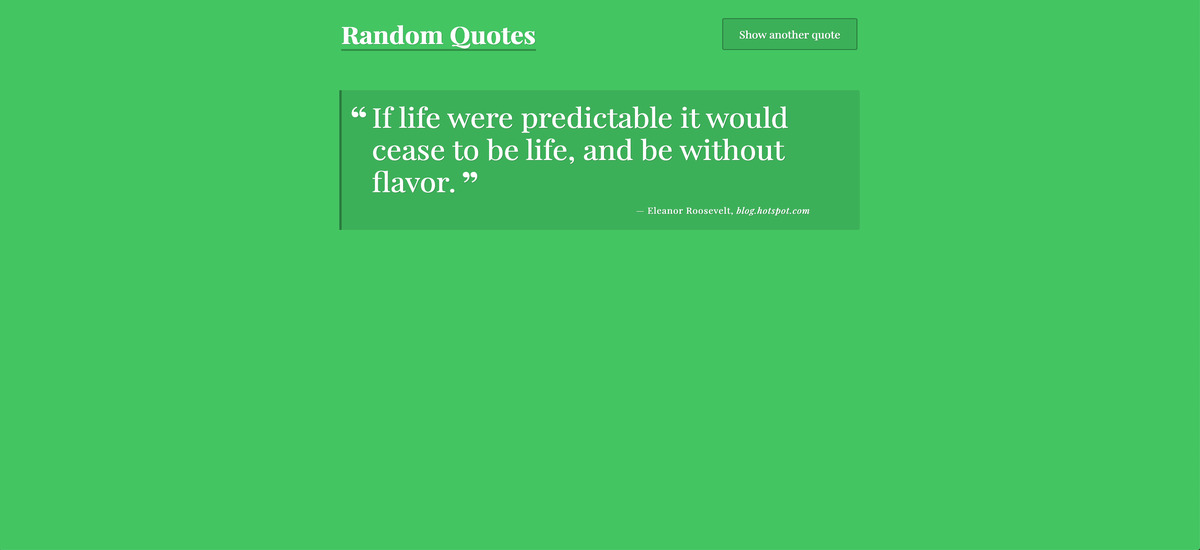 Random Quotes
Show another quote
“ If life were predictable it would
cease to be life, and be without
flavor. ”
— Eleanor Roosevelt, blog.hotspot.com